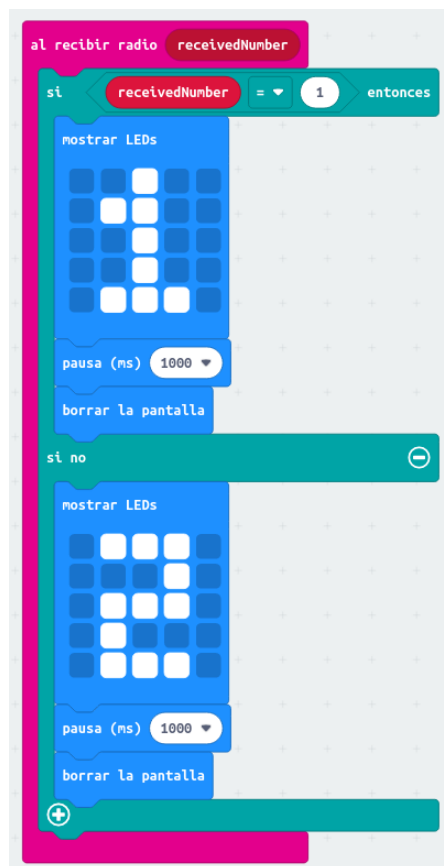 al recibir radio receivedNumber
si receivedNumber = 1 entonces
mostrar LEDs
pausa (ms) 1000
borrar la pantalla
si no
mostrar LEDs
pausa (ms) 1000
borrar la pantalla